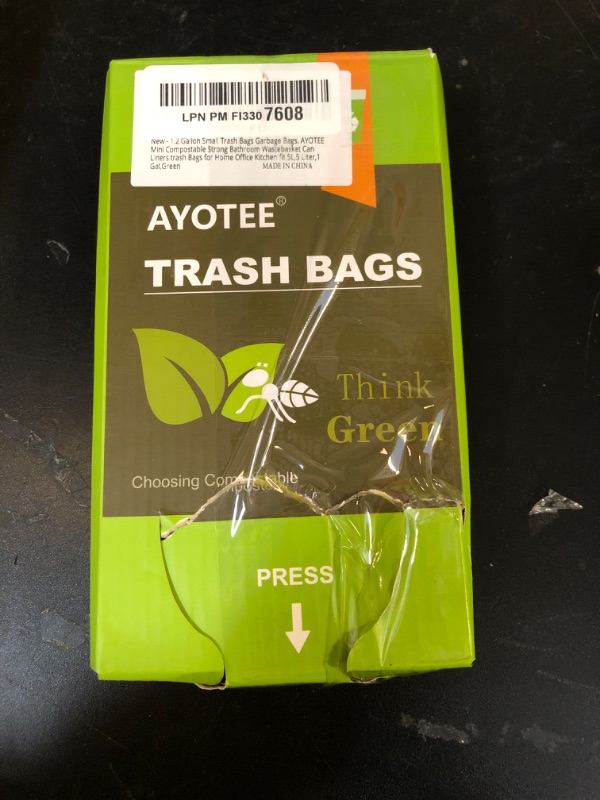 LPN PM FI330 7608
New - 1.2 Gallon Small Trash Bags Garbage Bags, AYOTEE
Mini Compostable Strong Bathroom Wastebasket Can
Liners trash Bags for Home Office Kitchen fit 5L,5 Liter,1
Gal,Green MADE IN CHINA
AYOTEE®
TRASH BAGS
Think
Green
Choosing Compostable
PRESS